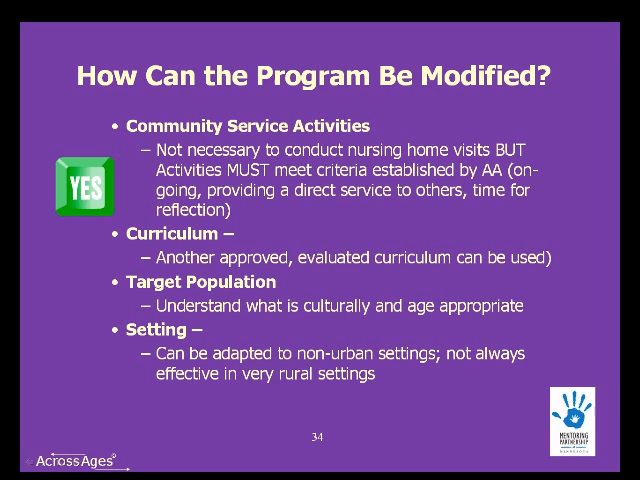 How Can the Program Be Modified?
• Community Service Activities
– Not necessary to conduct nursing home visits BUT
Activities MUST meet criteria established by AA (on-
going, providing a direct service to others, time for
reflection)
YES
• Curriculum –
– Another approved, evaluated curriculum can be used)
• Target Population
– Understand what is culturally and age appropriate
• Setting –
– Can be adapted to non-urban settings; not always
effective in very rural settings
34
MENTORING
PARTNERSHIP
MINNESOTA
AcrossAges